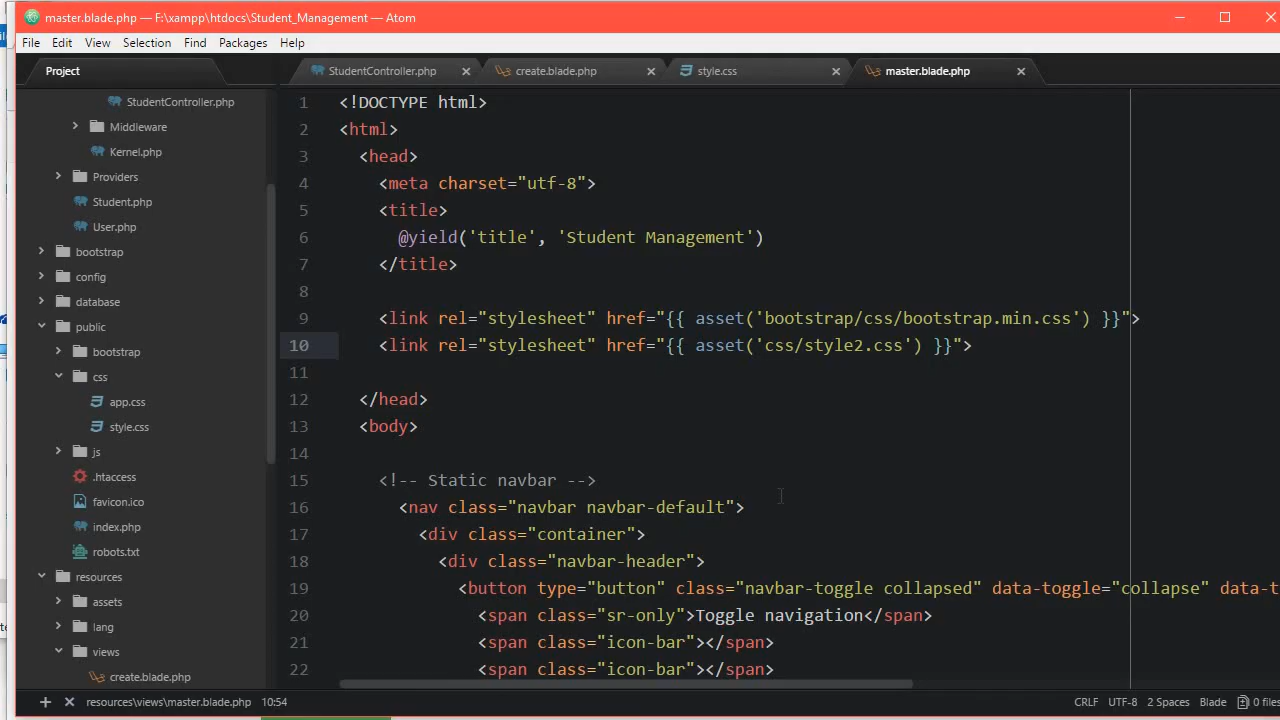 master.blade.php — F:\xampp\htdocs\Student_Management — Atom
File Edit View Selection Find Packages Help
Project
StudentController.php
create.blade.php
style.css
master.blade.php
StudentController.php
Middleware
Kernel.php
Providers
Student.php
User.php
bootstrap
config
database
public
bootstrap
css
app.css
style.css
js
.htaccess
favicon.ico
index.php
robots.txt
resources
assets
lang
views
create.blade.php
1 <!DOCTYPE html>
2 <html>
3 <head>
4 <meta charset="utf-8">
5 <title>
6 @yield('title', 'Student Management')
7 </title>
8
9 <link rel="stylesheet" href="{{ asset('bootstrap/css/bootstrap.min.css') }}">
10 <link rel="stylesheet" href="{{ asset('css/style2.css') }}">
11
12 </head>
13 <body>
14
15 <!-- Static navbar -->
16 <nav class="navbar navbar-default">
17 <div class="container">
18 <div class="navbar-header">
19 <button type="button" class="navbar-toggle collapsed" data-toggle="collapse" data-t
20 <span class="sr-only">Toggle navigation</span>
21 <span class="icon-bar"></span>
22 <span class="icon-bar"></span>
resources\views\master.blade.php 10:54
CRLF UTF-8 2 Spaces Blade 0 files